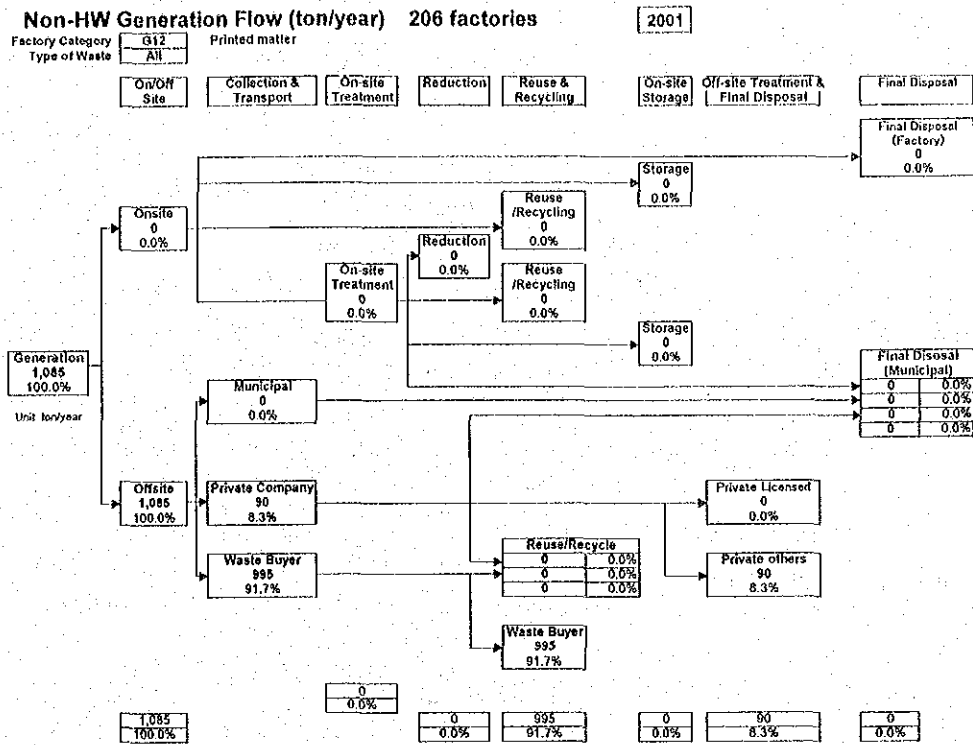 Non-HW Generation Flow (ton/year) 206 factories 2001
Factory Category G12 Printed matter
Type of Waste All
On/Off Site
Collection & Transport
On-site Treatment
Reduction
Reuse & Recycling
On-site Storage
Off-site Treatment & Final Disposal
Final Disposal
Final Disposal
(Factory)
0
0.0%
Storage
0
0.0%
Onsite
0
0.0%
Reuse
/Recycling
0
0.0%
Reduction
0
0.0%
On-site
Treatment
0
0.0%
Reuse
/Recycling
0
0.0%
Storage
0
0.0%
Generation
1,085
100.0%
Unit ton/year
Municipal
0
0.0%
Final Disosal
(Municipal)
0 0.0%
0 0.0%
0 0.0%
0 0.0%
Offsite
1,085
100.0%
Private Company
90
8.3%
Private Licensed
0
0.0%
Waste Buyer
995
91.7%
Reuse/Recycle
0 0.0%
0 0.0%
0 0.0%
Private others
90
8.3%
Waste Buyer
995
91.7%
0
0.0%
1,085 0 995 0 90 0
100.0% 0.0% 91.7% 0.0% 8.3% 0.0%